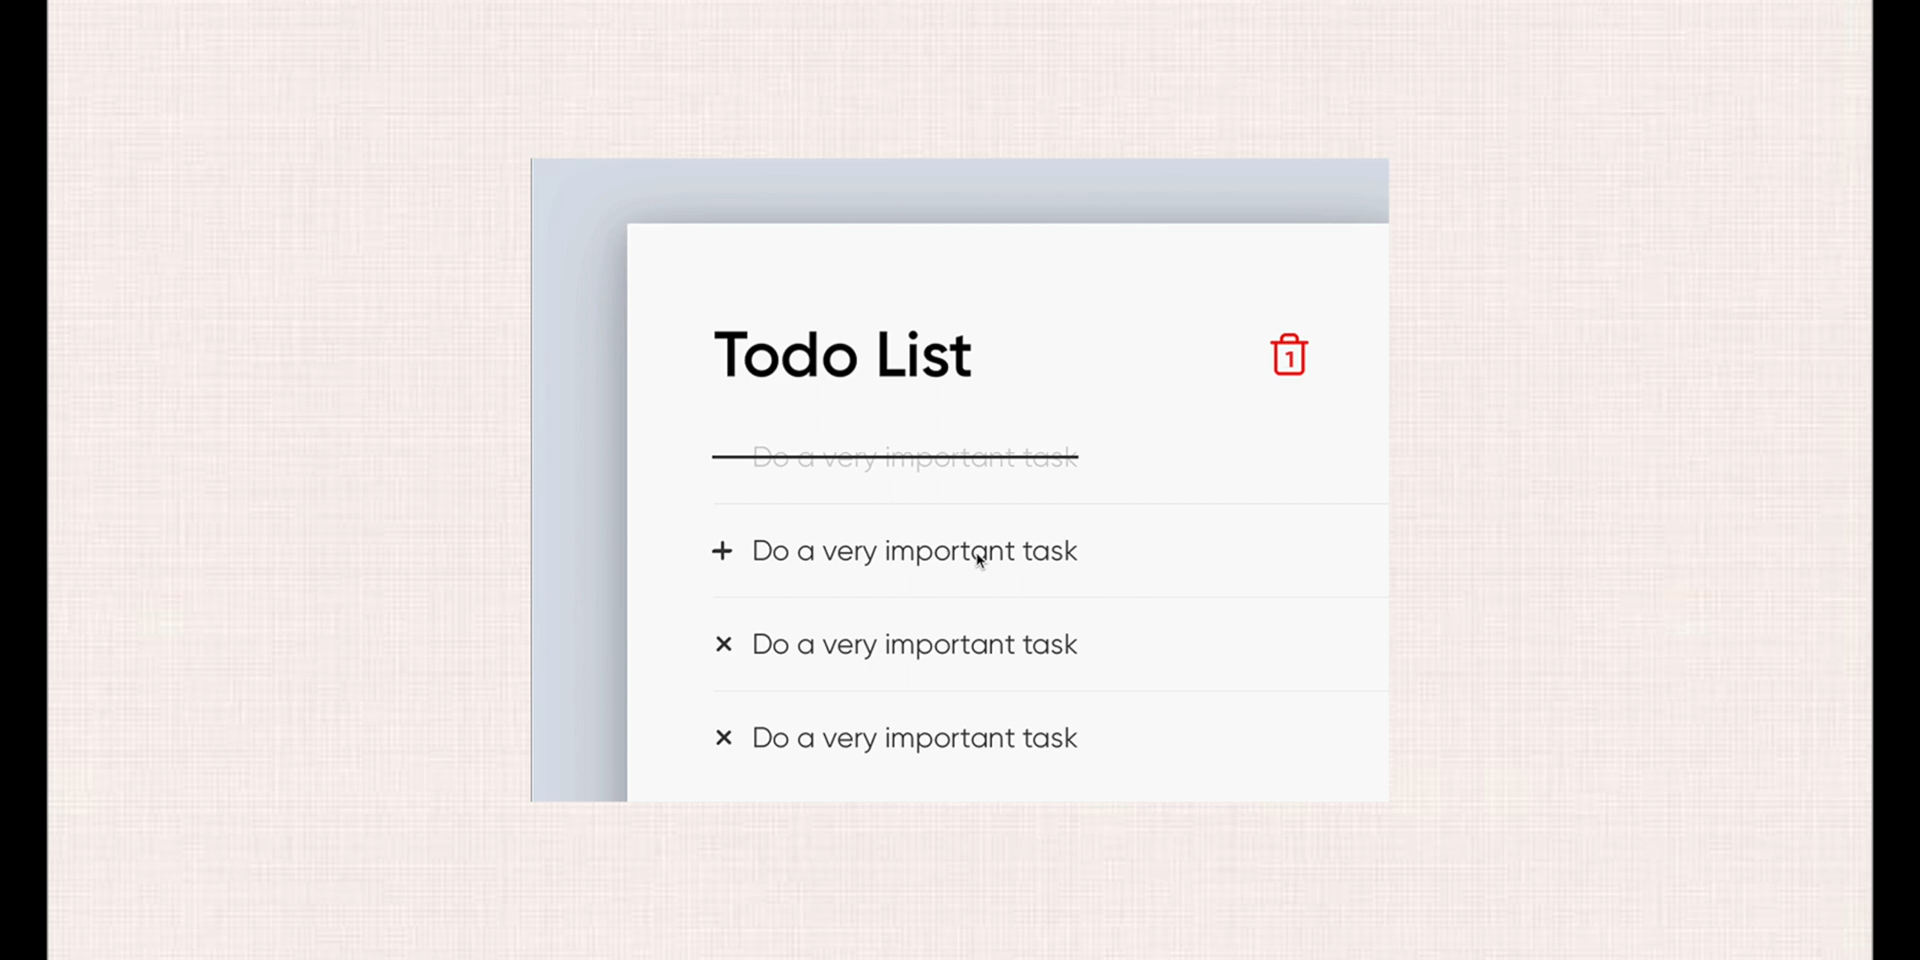 Todo List
1
Do a very important task
+ Do a very important task
× Do a very important task
× Do a very important task